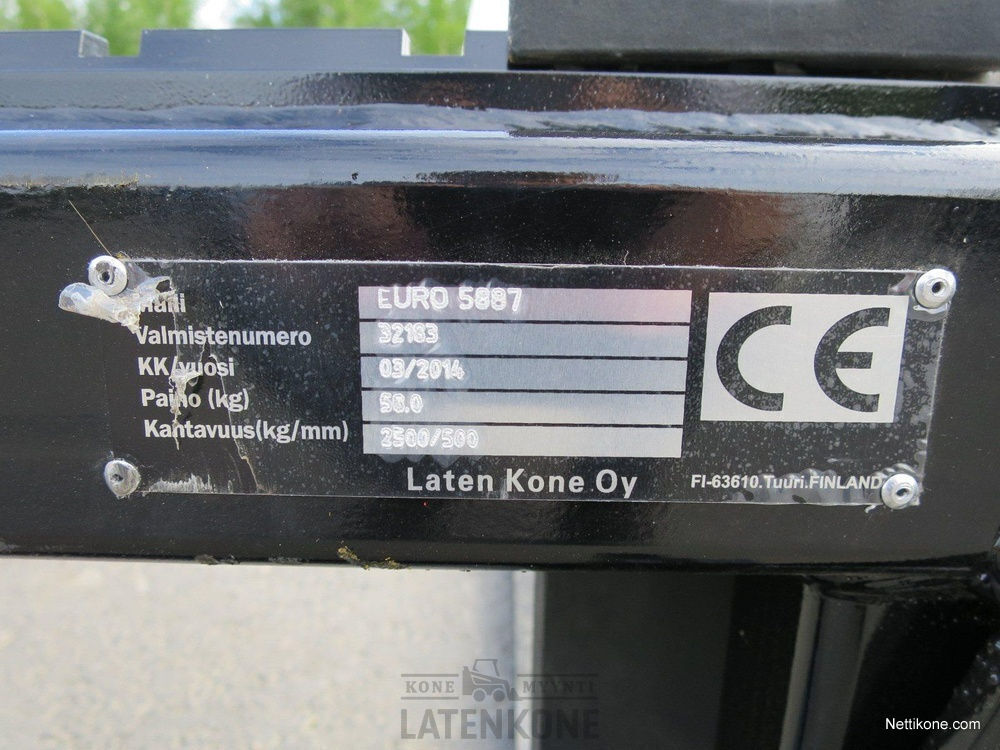 Malli EURO 5887
Valmistenumero 32183
KK/vuosi 03/2014
Paino (kg) 58.0
Kantavuus(kg/mm) 2500/500
CE
Laten Kone Oy FI-63610.Tuuri.FINLAND
KONE MYYNTI
LATENKONE
Nettikone.com